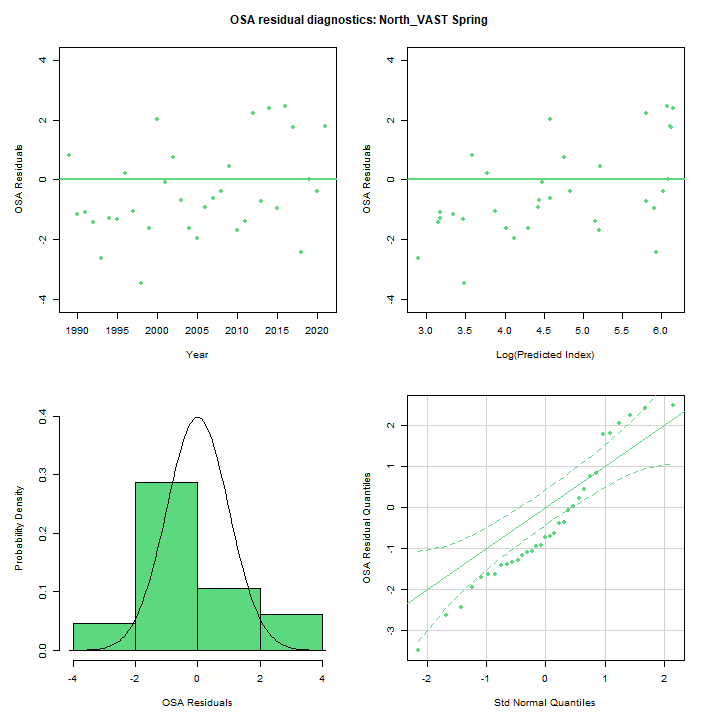 OSA residual diagnostics: North_VAST Spring
OSA Residuals
4
2
0
-2
-4
1990 1995 2000 2005 2010 2015 2020
Year
OSA Residuals
4
2
0
-2
-4
3.0 3.5 4.0 4.5 5.0 5.5 6.0
Log(Predicted Index)
Probability Density
0.4
0.3
0.2
0.1
0.0
-4 -2 0 2 4
OSA Residuals
OSA Residual Quantiles
2
1
0
-1
-2
-3
-2 -1 0 1 2
Std Normal Quantiles